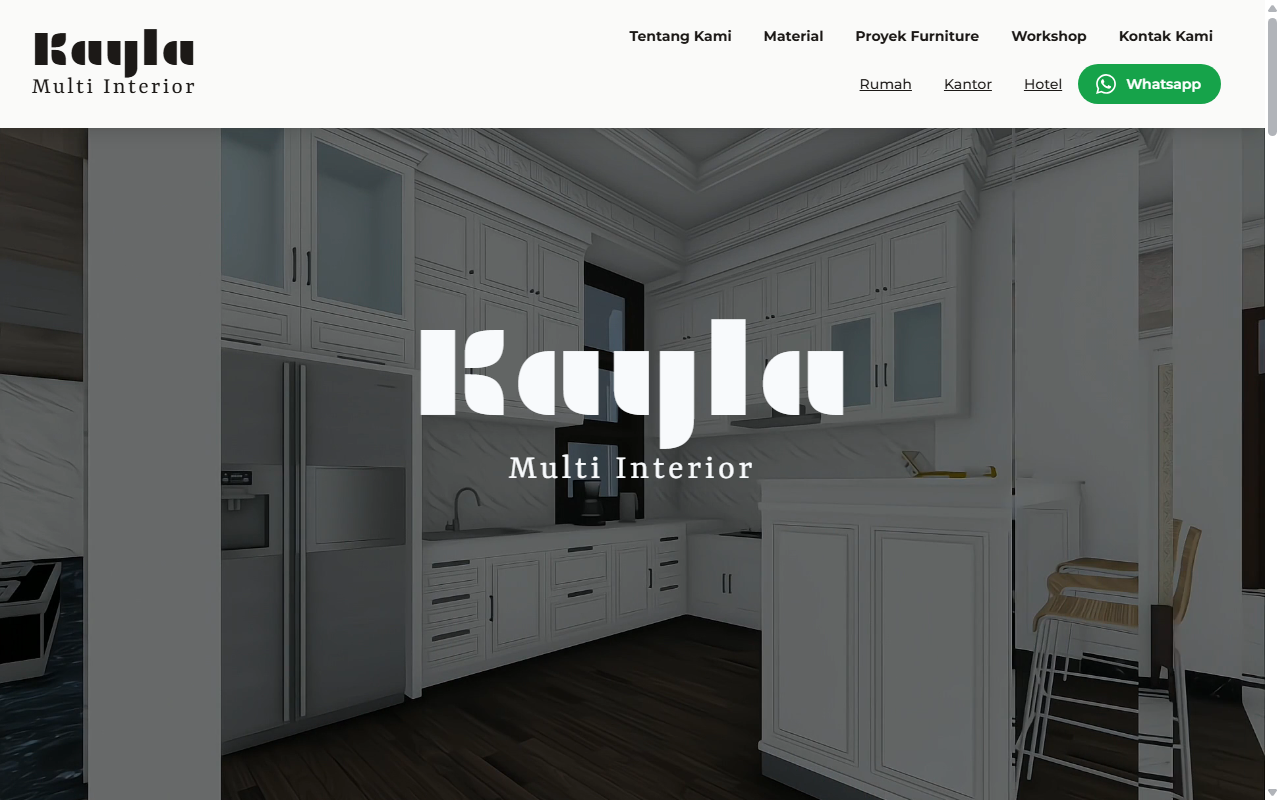 Kayla
Multi Interior
Tentang Kami Material Proyek Furniture Workshop Kontak Kami
Rumah Kantor Hotel Whatsapp
Kayla
Multi Interior